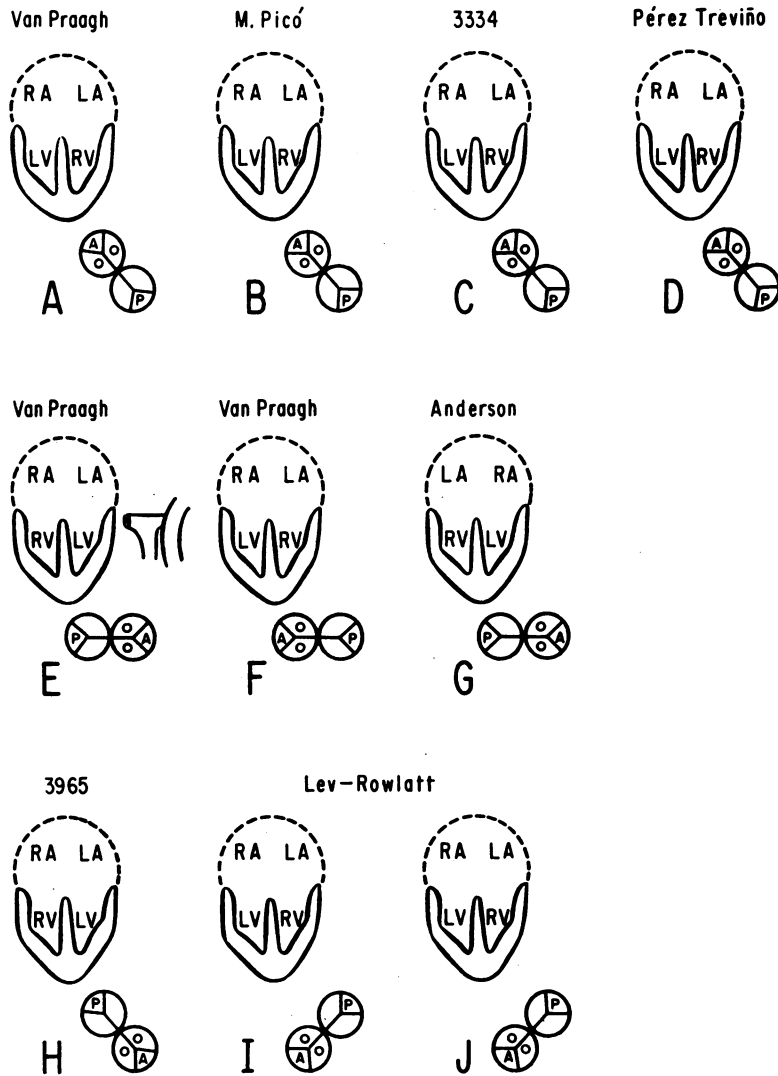 Van Praagh M. Picó 3334 Pérez Treviño
RA LA RA LA RA LA RA LA
LV RV LV RV LV RV LV RV
A O O A O O A O O A O O
P P P P
A B C D
Van Praagh Van Praagh Anderson
RA LA RA LA LA RA
RV LV LV RV RV LV
P O O A A O O P P O O A
E F G
3965 Lev–Rowlatt
RA LA RA LA RA LA
RV LV LV RV LV RV
P P P
O O A A O O A O O
H I J